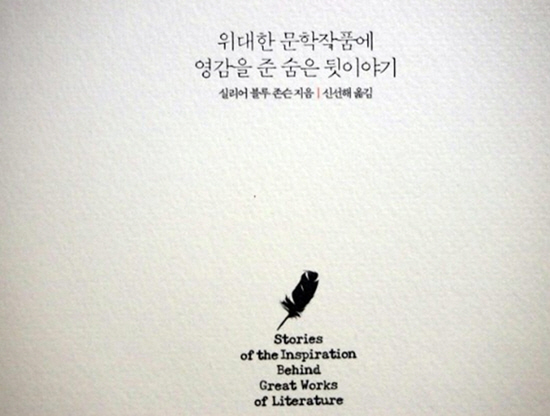 위대한 문학작품에
영감을 준 숨은 뒷이야기
실리어 블루 존슨 지음 | 신선해 옮김
Stories
of the Inspiration
Behind
Great Works
of Literature